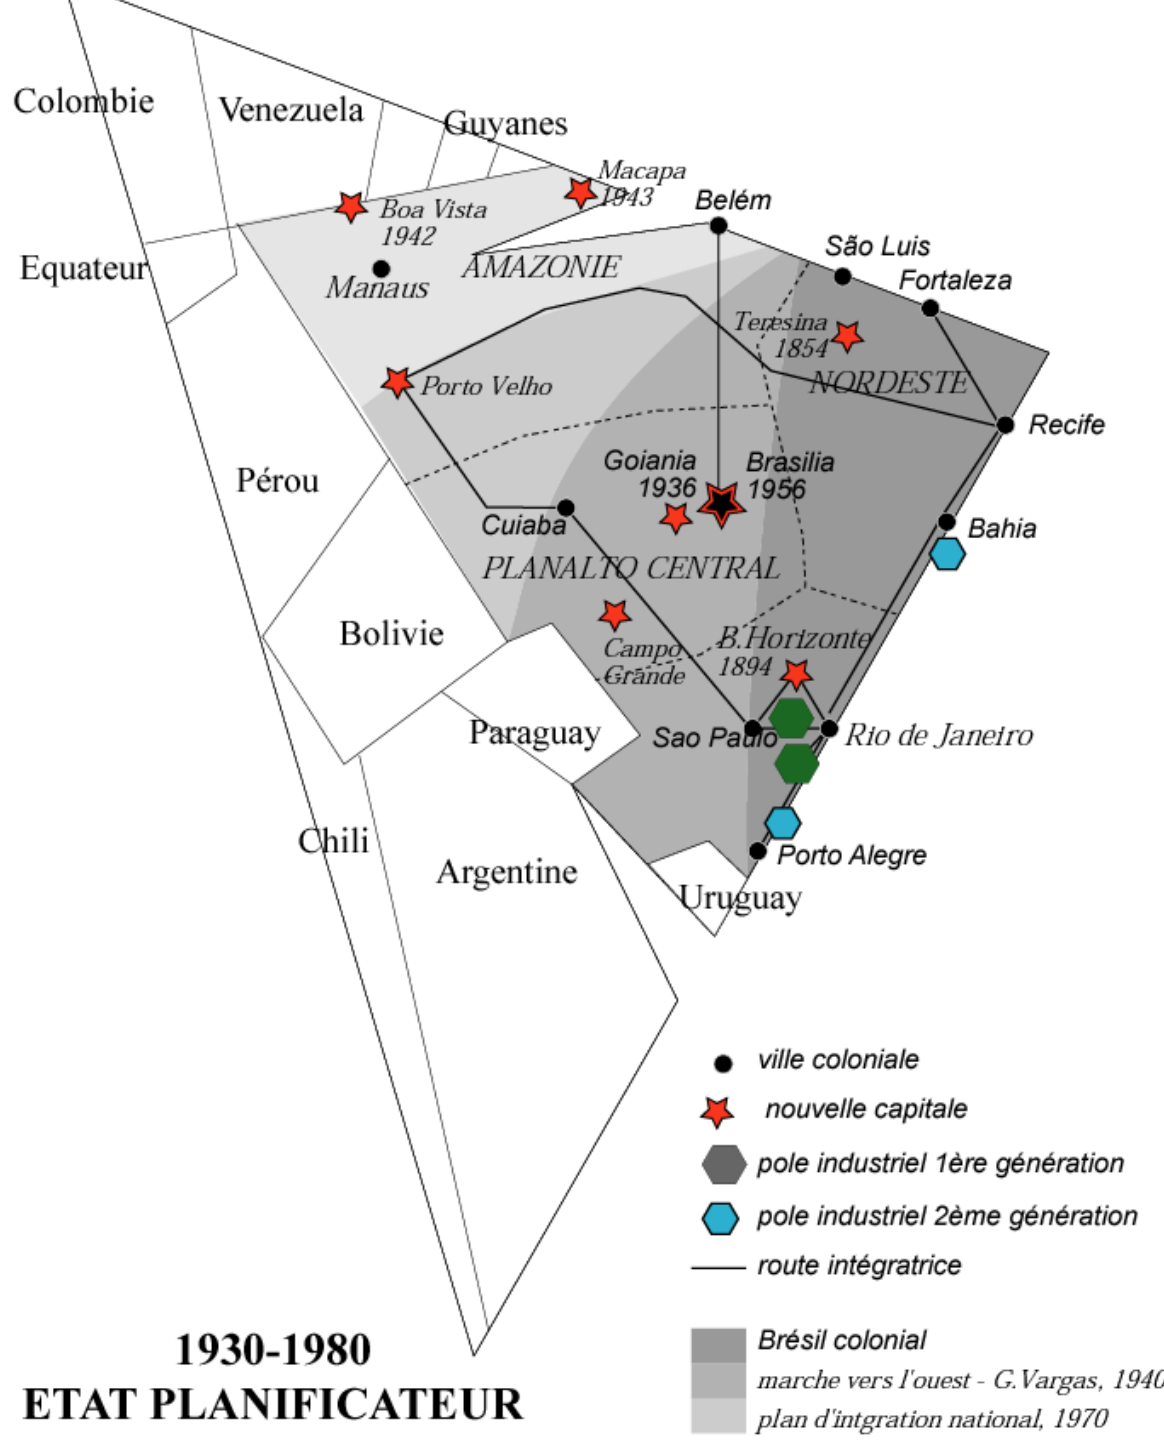 Colombie
Venezuela
Guyanes
Macapa
1943
Belém
Boa Vista
1942
São Luis
Equateur
AMAZONIE
Fortaleza
Manaus
Teresina
1854
NORDESTE
Porto Velho
Recife
Goiania
1936
Brasilia
1956
Pérou
Cuiaba
Bahia
PLANALTO CENTRAL
Bolivie
B.Horizonte
1894
Campo
Grande
Paraguay
Sao Paulo
Rio de Janeiro
Chili
Argentine
Porto Alegre
Uruguay
ville coloniale
nouvelle capitale
pole industriel 1ère génération
pole industriel 2ème génération
route intégratrice
Brésil colonial
marche vers l'ouest - G.Vargas, 1940
plan d'intgration national, 1970
1930-1980
ETAT PLANIFICATEUR